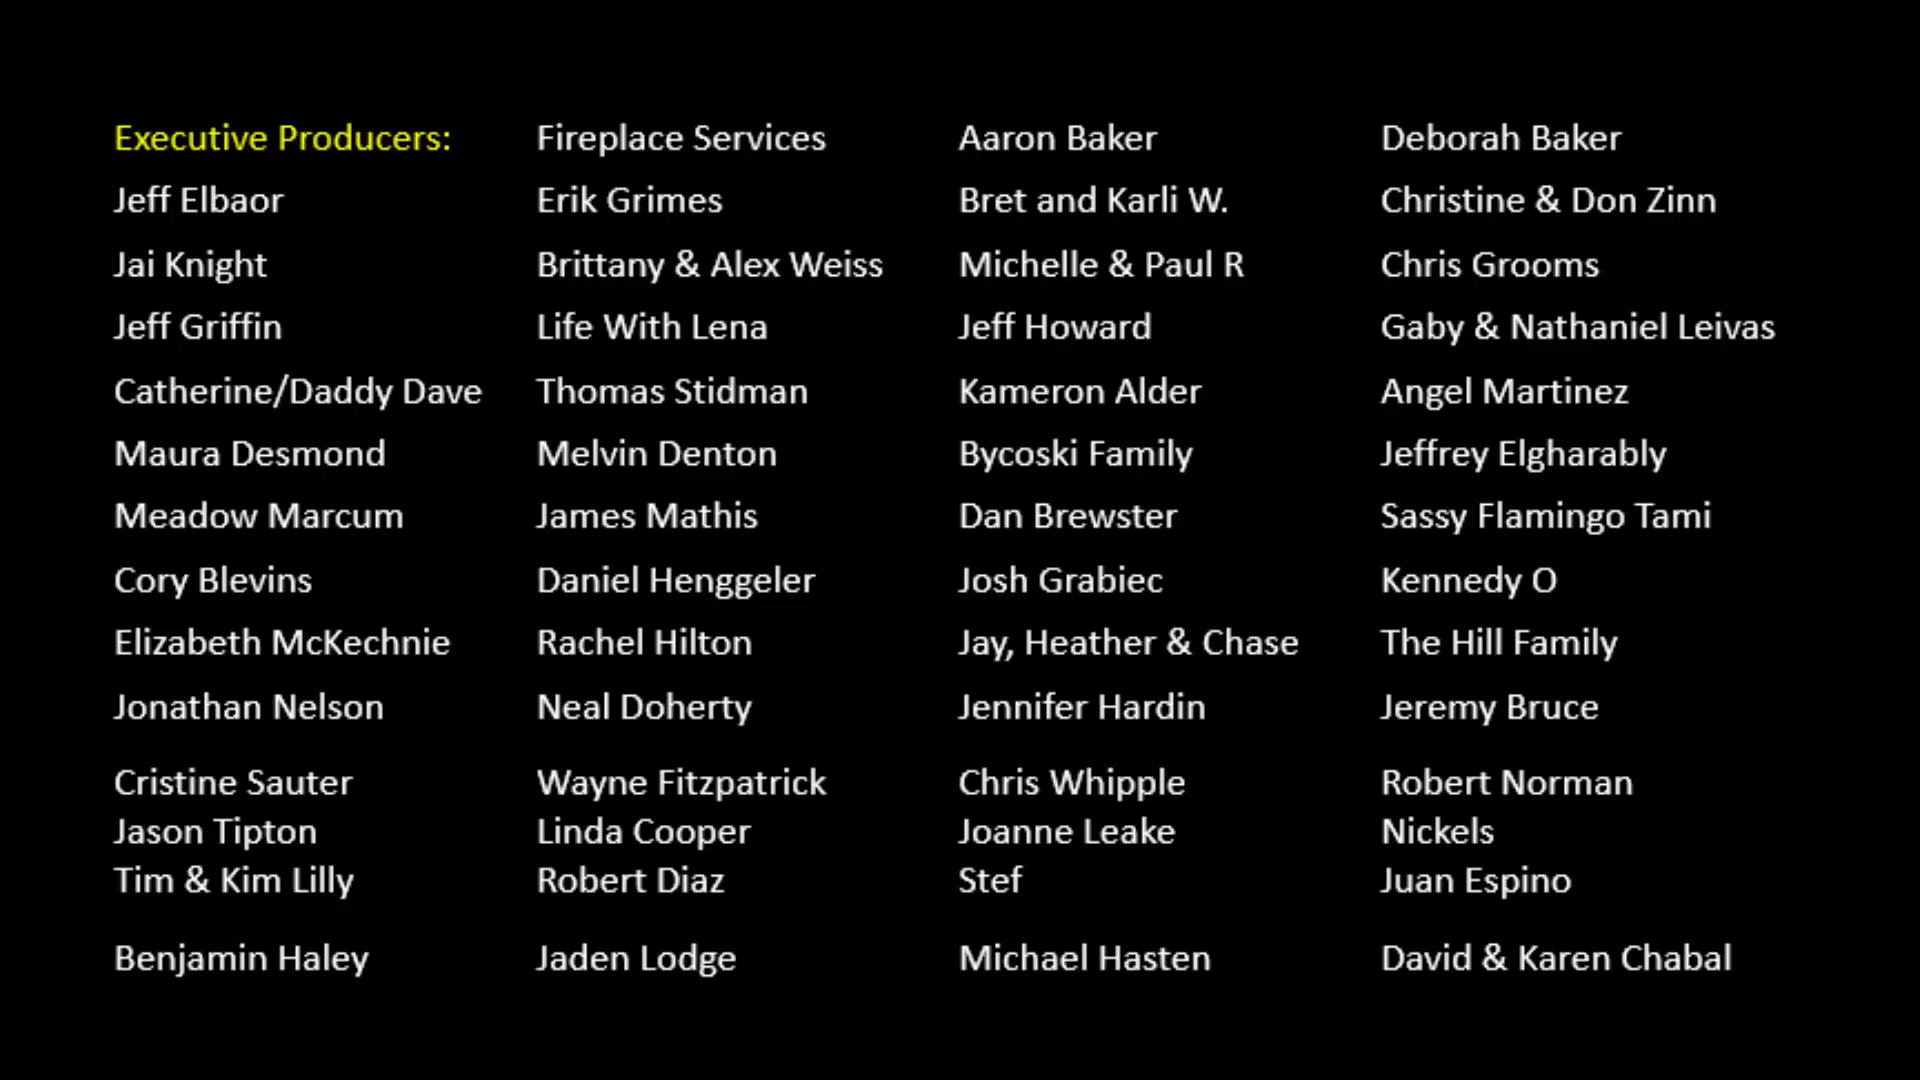 Executive Producers: Fireplace Services Aaron Baker Deborah Baker
Jeff Elbaor Erik Grimes Bret and Karli W. Christine & Don Zinn
Jai Knight Brittany & Alex Weiss Michelle & Paul R Chris Grooms
Jeff Griffin Life With Lena Jeff Howard Gaby & Nathaniel Leivas
Catherine/Daddy Dave Thomas Stidman Kameron Alder Angel Martinez
Maura Desmond Melvin Denton Bycoski Family Jeffrey Elgharably
Meadow Marcum James Mathis Dan Brewster Sassy Flamingo Tami
Cory Blevins Daniel Henggeler Josh Grabiec Kennedy O
Elizabeth McKechnie Rachel Hilton Jay, Heather & Chase The Hill Family
Jonathan Nelson Neal Doherty Jennifer Hardin Jeremy Bruce
Cristine Sauter Wayne Fitzpatrick Chris Whipple Robert Norman
Jason Tipton Linda Cooper Joanne Leake Nickels
Tim & Kim Lilly Robert Diaz Stef Juan Espino
Benjamin Haley Jaden Lodge Michael Hasten David & Karen Chabal